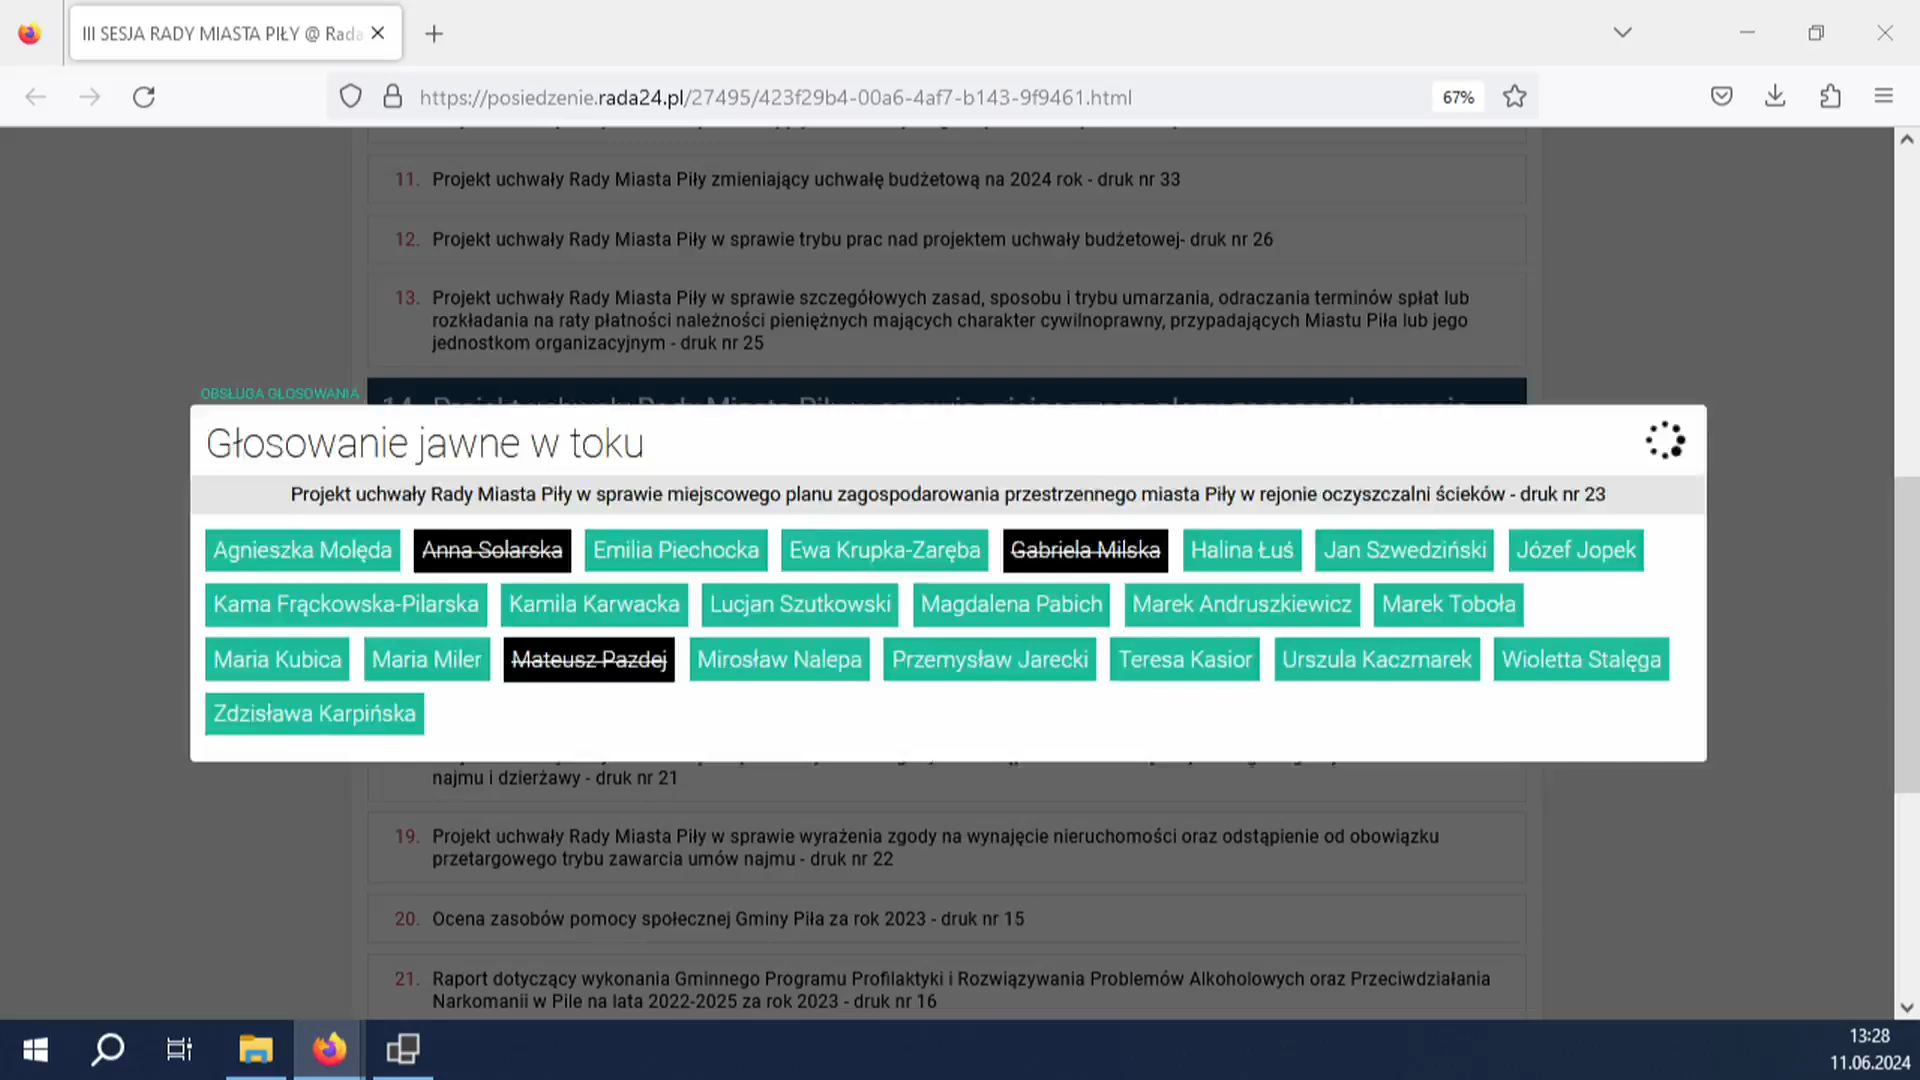 III SESJA RADY MIASTA PIŁY @ Rada
https://posiedzenie.rada24.pl/27495/423f29b4-00a6-4af7-b143-9f9461.html
67%
11. Projekt uchwały Rady Miasta Piły zmieniający uchwałę budżetową na 2024 rok - druk nr 33
12. Projekt uchwały Rady Miasta Piły w sprawie trybu prac nad projektem uchwały budżetowej- druk nr 26
13. Projekt uchwały Rady Miasta Piły w sprawie szczegółowych zasad, sposobu i trybu umarzania, odraczania terminów spłat lub
rozkładania na raty płatności należności pieniężnych mających charakter cywilnoprawny, przypadających Miastu Piła lub jego
jednostkom organizacyjnym - druk nr 25
OBSŁUGA GŁOSOWANIA
Głosowanie jawne w toku
Projekt uchwały Rady Miasta Piły w sprawie miejscowego planu zagospodarowania przestrzennego miasta Piły w rejonie oczyszczalni ścieków - druk nr 23
Agnieszka Molęda Anna Solarska Emilia Piechocka Ewa Krupka-Zaręba Gabriela Milska Halina Łuś Jan Szwedziński Józef Jopek
Kama Frąckowska-Pilarska Kamila Karwacka Lucjan Szutkowski Magdalena Pabich Marek Andruszkiewicz Marek Toboła
Maria Kubica Maria Miler Mateusz Pazdej Mirosław Nalepa Przemysław Jarecki Teresa Kasior Urszula Kaczmarek Wioletta Stalęga
Zdzisława Karpińska
najmu i dzierżawy - druk nr 21
19. Projekt uchwały Rady Miasta Piły w sprawie wyrażenia zgody na wynajęcie nieruchomości oraz odstąpienie od obowiązku
przetargowego trybu zawarcia umów najmu - druk nr 22
20. Ocena zasobów pomocy społecznej Gminy Piła za rok 2023 - druk nr 15
21. Raport dotyczący wykonania Gminnego Programu Profilaktyki i Rozwiązywania Problemów Alkoholowych oraz Przeciwdziałania
Narkomanii w Pile na lata 2022-2025 za rok 2023 - druk nr 16
13:28
11.06.2024